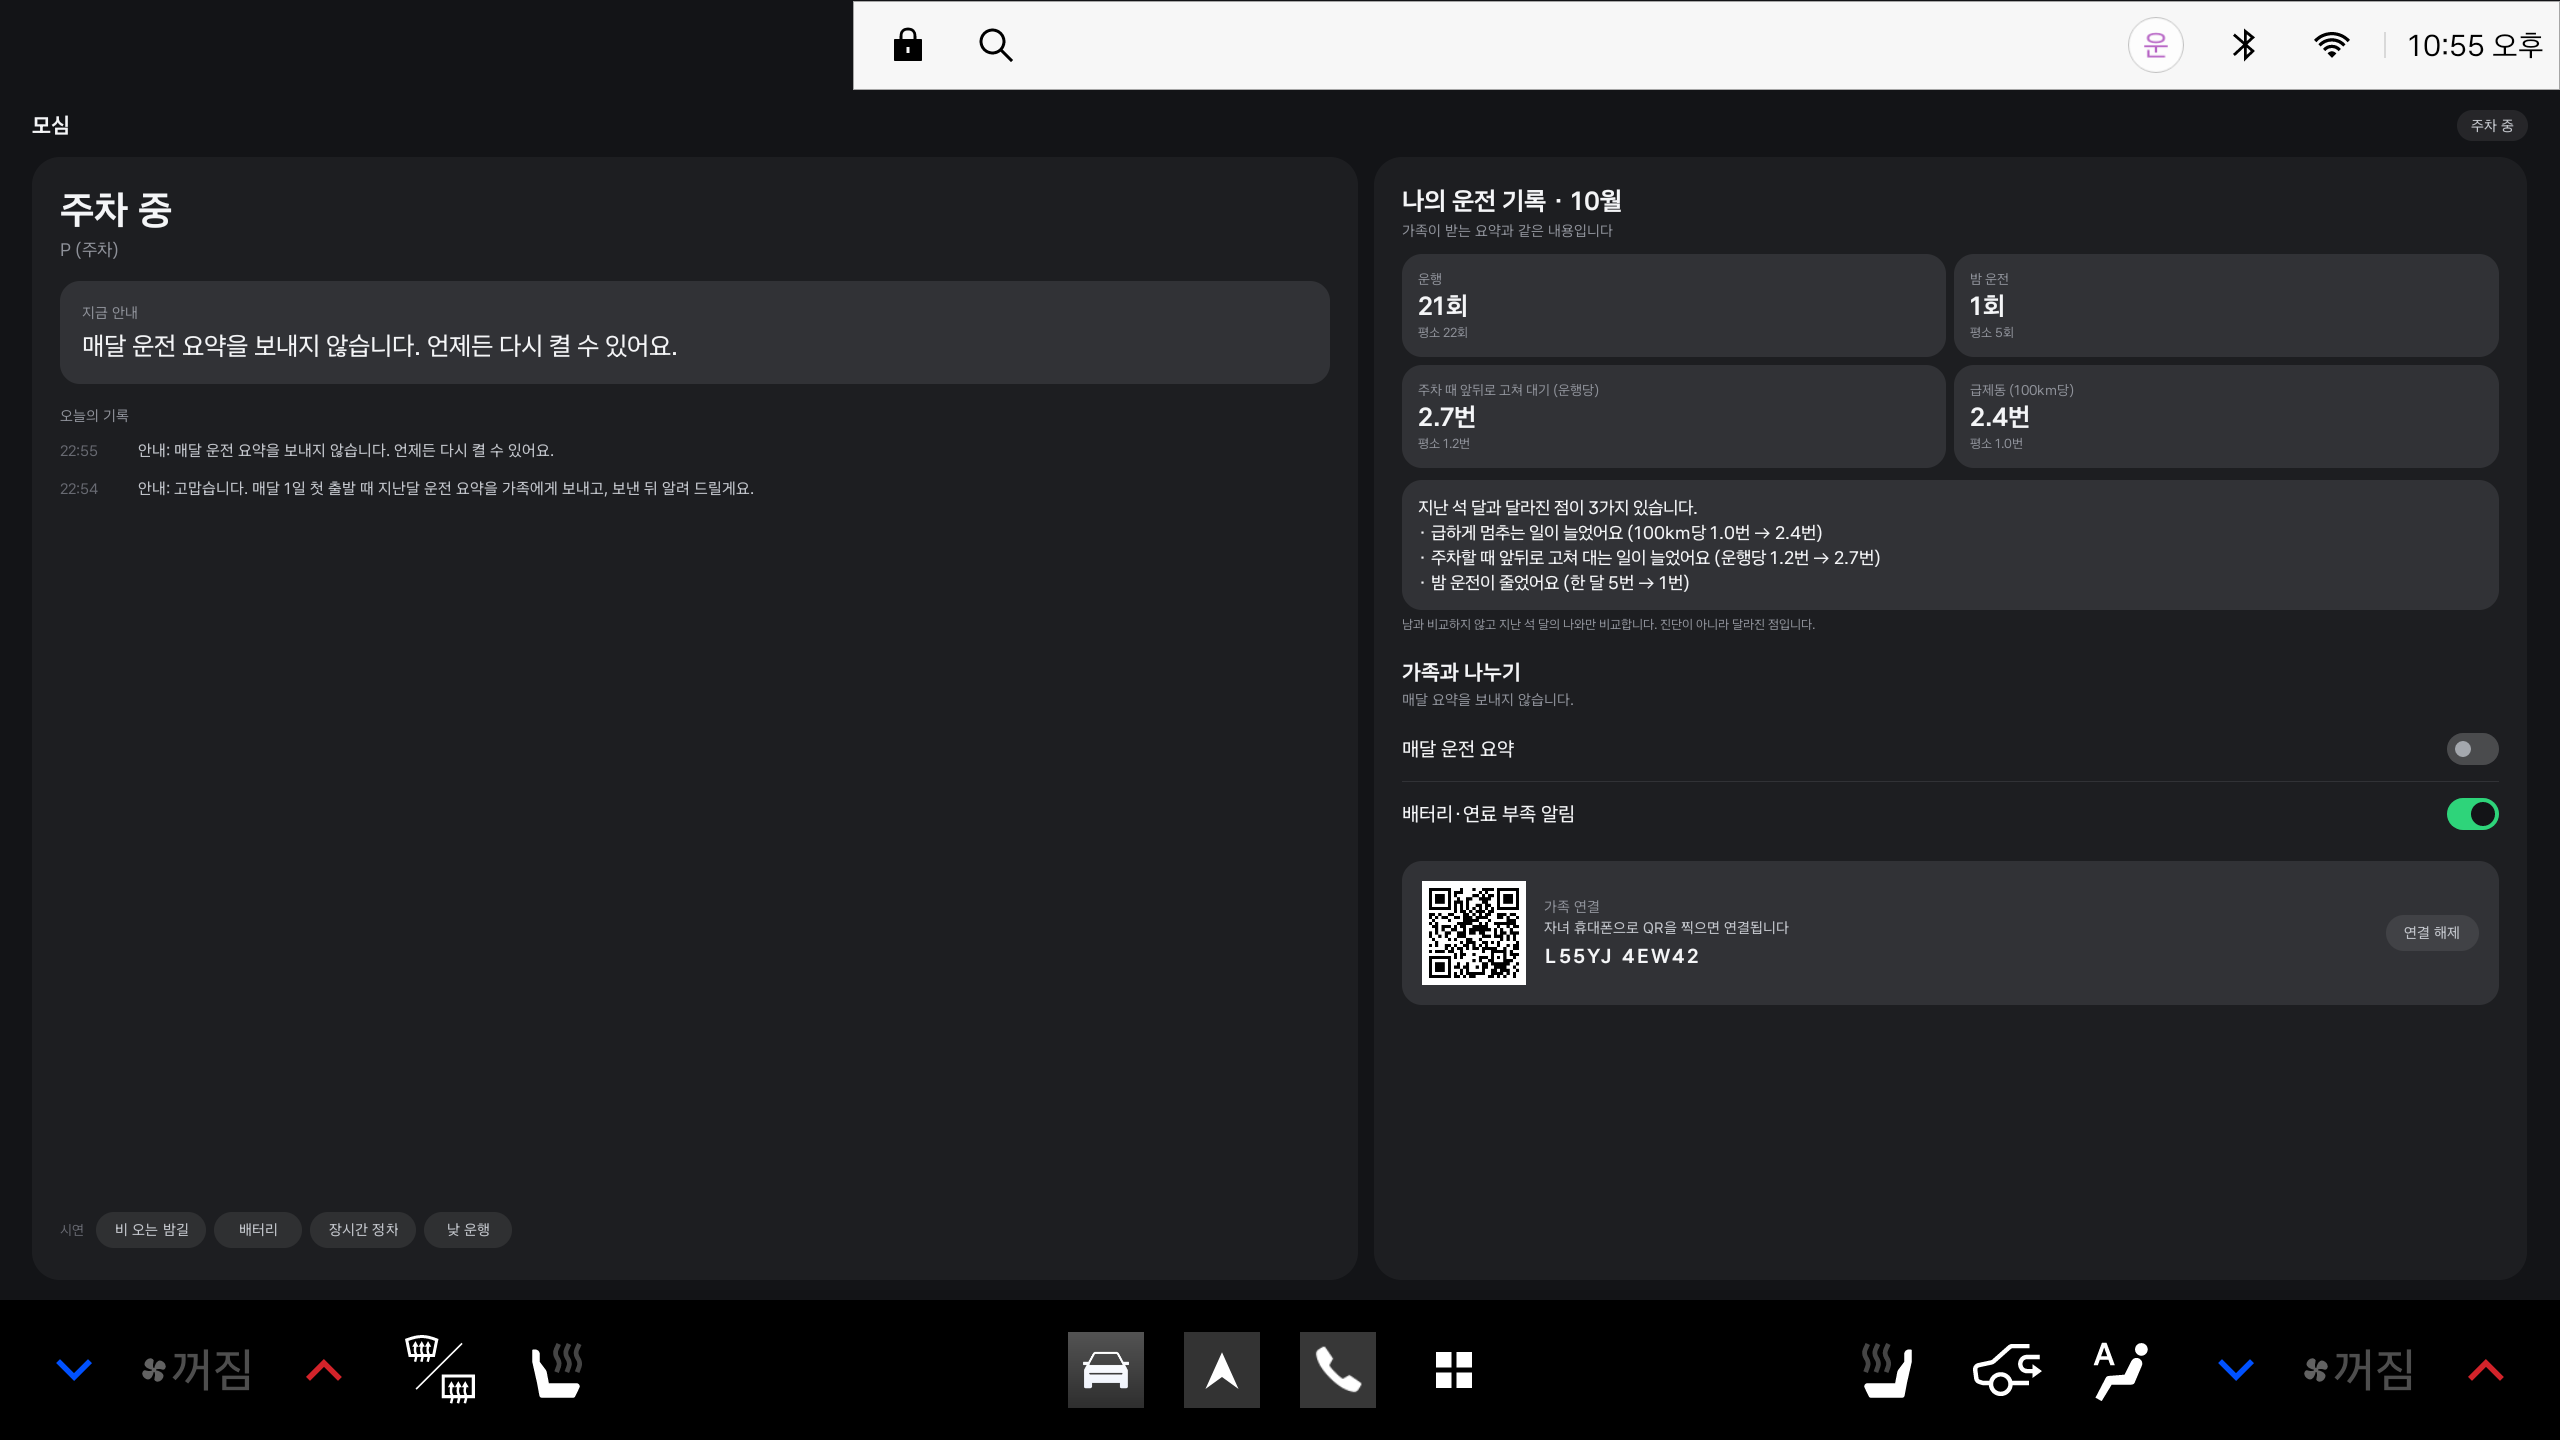 운
10:55 오후
모심
주차 중
주차 중
P (주차)
지금 안내
매달 운전 요약을 보내지 않습니다. 언제든 다시 켤 수 있어요.
오늘의 기록
22:55 안내: 매달 운전 요약을 보내지 않습니다. 언제든 다시 켤 수 있어요.
22:54 안내: 고맙습니다. 매달 1일 첫 출발 때 지난달 운전 요약을 가족에게 보내고, 보낸 뒤 알려 드릴게요.
시연 비 오는 밤길 배터리 장시간 정차 낮 운행
나의 운전 기록 · 10월
가족이 받는 요약과 같은 내용입니다
운행
21회
평소 22회
밤 운전
1회
평소 5회
주차 때 앞뒤로 고쳐 대기 (운행당)
2.7번
평소 1.2번
급제동 (100km당)
2.4번
평소 1.0번
지난 석 달과 달라진 점이 3가지 있습니다.
· 급하게 멈추는 일이 늘었어요 (100km당 1.0번 → 2.4번)
· 주차할 때 앞뒤로 고쳐 대는 일이 늘었어요 (운행당 1.2번 → 2.7번)
· 밤 운전이 줄었어요 (한 달 5번 → 1번)
남과 비교하지 않고 지난 석 달의 나와만 비교합니다. 진단이 아니라 달라진 점입니다.
가족과 나누기
매달 요약을 보내지 않습니다.
매달 운전 요약
배터리·연료 부족 알림
가족 연결
자녀 휴대폰으로 QR을 찍으면 연결됩니다
L55YJ 4EW42
연결 해제
꺼짐
A
꺼짐